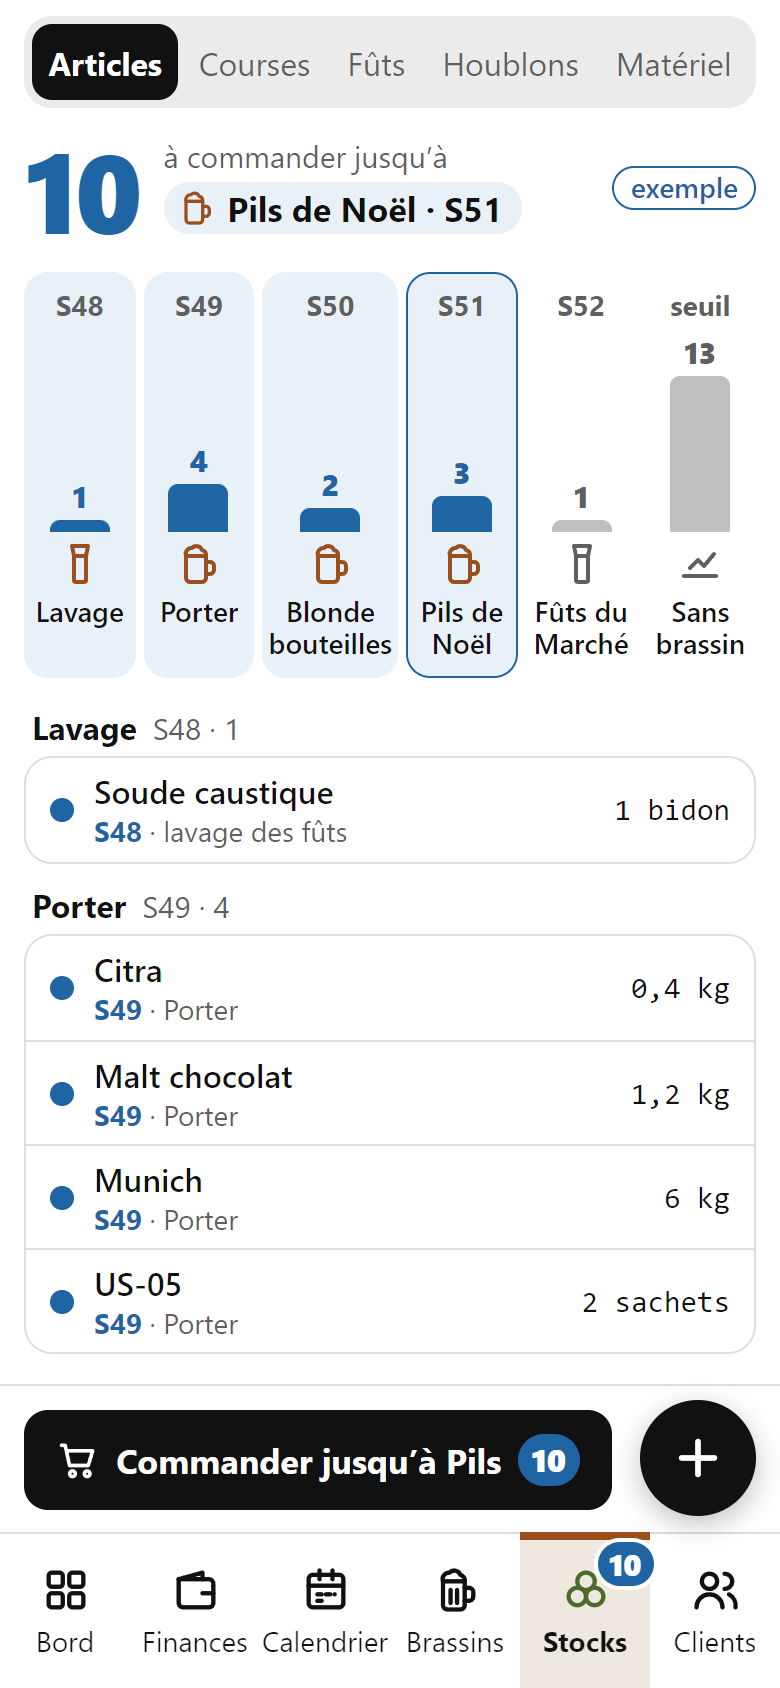 Articles Courses Fûts Houblons Matériel
10
à commander jusqu’à
Pils de Noël · S51
exemple
S48 S49 S50 S51 S52 seuil
1 4 2 3 1 13
Lavage Porter Blonde bouteilles Pils de Noël Fûts du Marché Sans brassin
Lavage S48 · 1
Soude caustique
S48 · lavage des fûts
1 bidon
Porter S49 · 4
Citra
S49 · Porter
0,4 kg
Malt chocolat
S49 · Porter
1,2 kg
Munich
S49 · Porter
6 kg
US-05
S49 · Porter
2 sachets
Commander jusqu’à Pils 10
10
Bord Finances Calendrier Brassins Stocks Clients